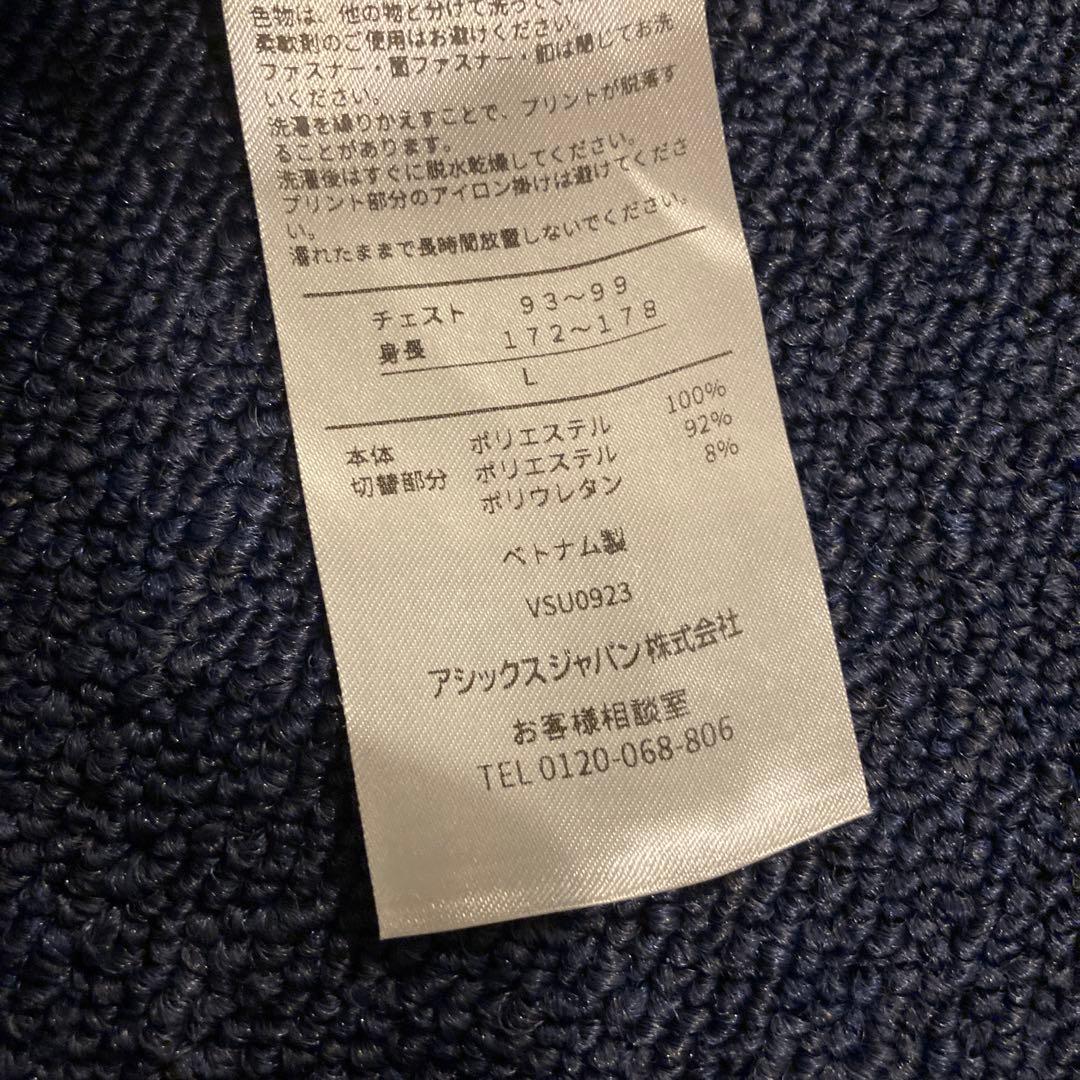 色物は、他の物と分けて洗ってくだ
柔軟剤のご使用はお避けください。
ファスナー・面ファスナー・釦は閉じてお洗
いください。
洗濯を繰りかえすことで、プリントが脱落す
ることがあります。
洗濯後はすぐに脱水乾燥してください。
プリント部分のアイロン掛けは避けてくださ
い。
濡れたままで長時間放置しないでください。
チェスト 93～99
身長 172～178
L
本体 ポリエステル 100%
切替部分 ポリエステル 92%
ポリウレタン 8%
ベトナム製
VSU0923
アシックスジャパン株式会社
お客様相談室
TEL 0120-068-806